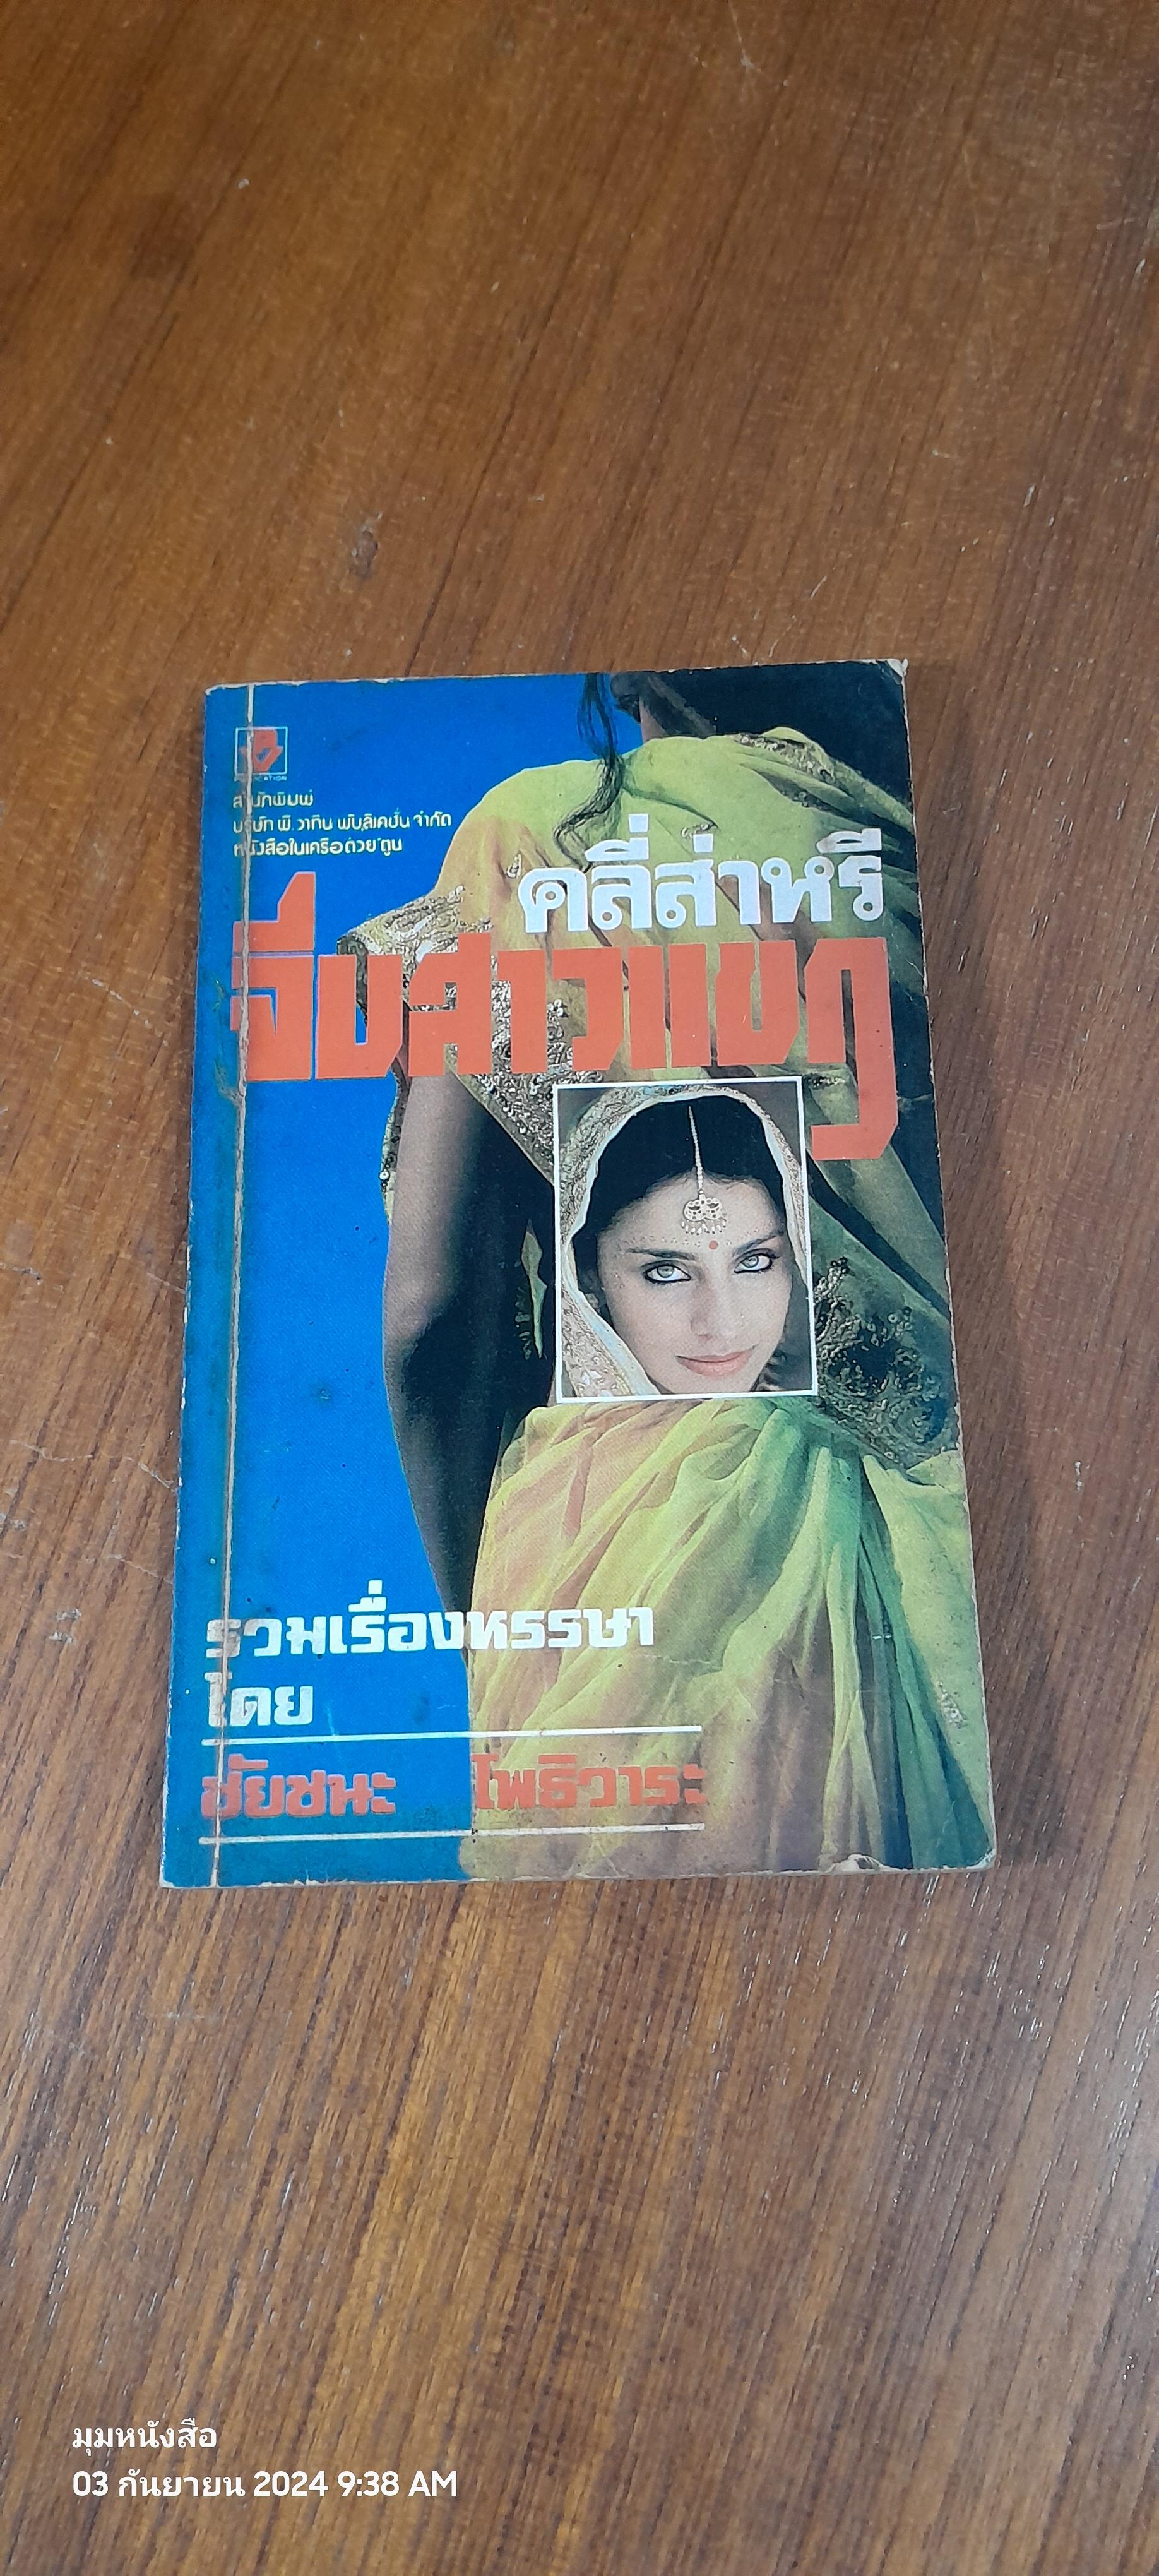 PUBLICATION
สำนักพิมพ์
บริษัท พี. วาทิน พับลิเคชั่น จำกัด
หนังสือในเครือต่วย'ตูน
คลี่ส่าหรี
จีบสาวแขก
รวมเรื่องหรรษา
โดย
ชัยชนะ โพธิวาระ
มุมหนังสือ
03 กันยายน 2024 9:38 AM